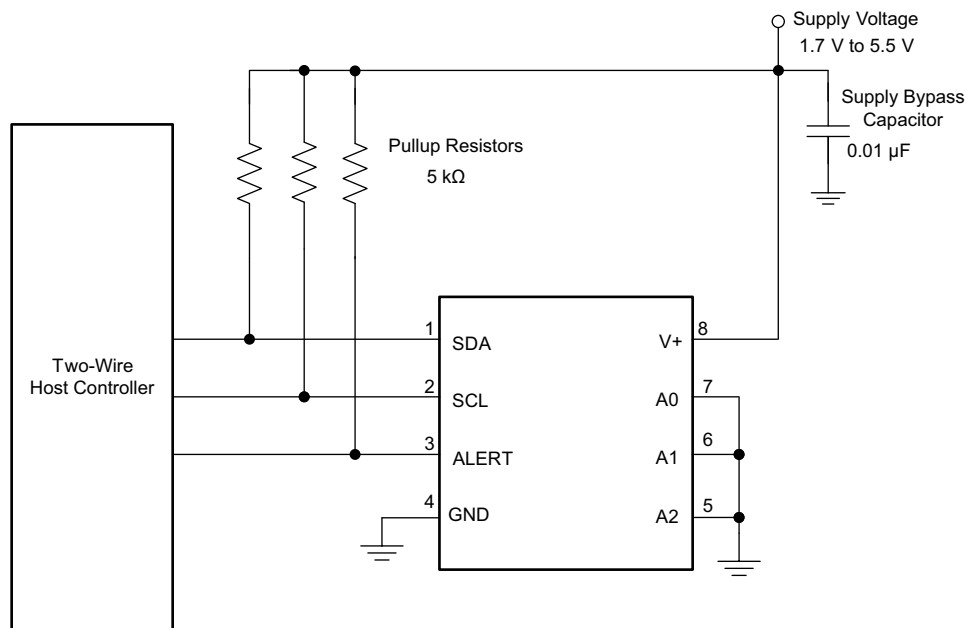 Supply Voltage
1.7 V to 5.5 V
Supply Bypass
Capacitor
0.01 µF
Pullup Resistors
5 kΩ
Two-Wire
Host Controller
1
SDA
V+
8
2
SCL
A0
7
3
ALERT
A1
6
4
GND
A2
5